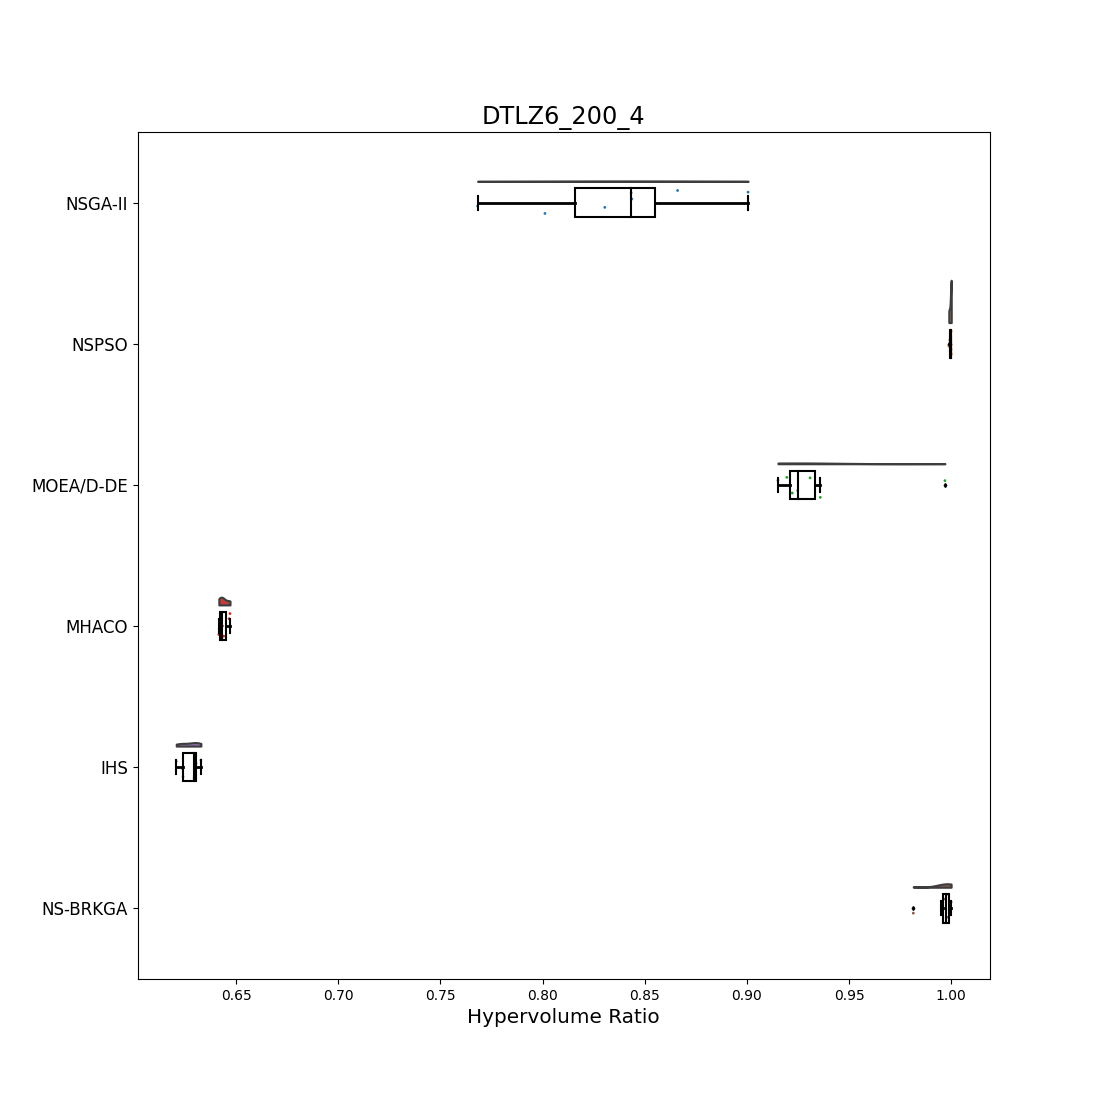 DTLZ6_200_4
NSGA-II
NSPSO
MOEA/D-DE
MHACO
IHS
NS-BRKGA
0.65 0.70 0.75 0.80 0.85 0.90 0.95 1.00
Hypervolume Ratio